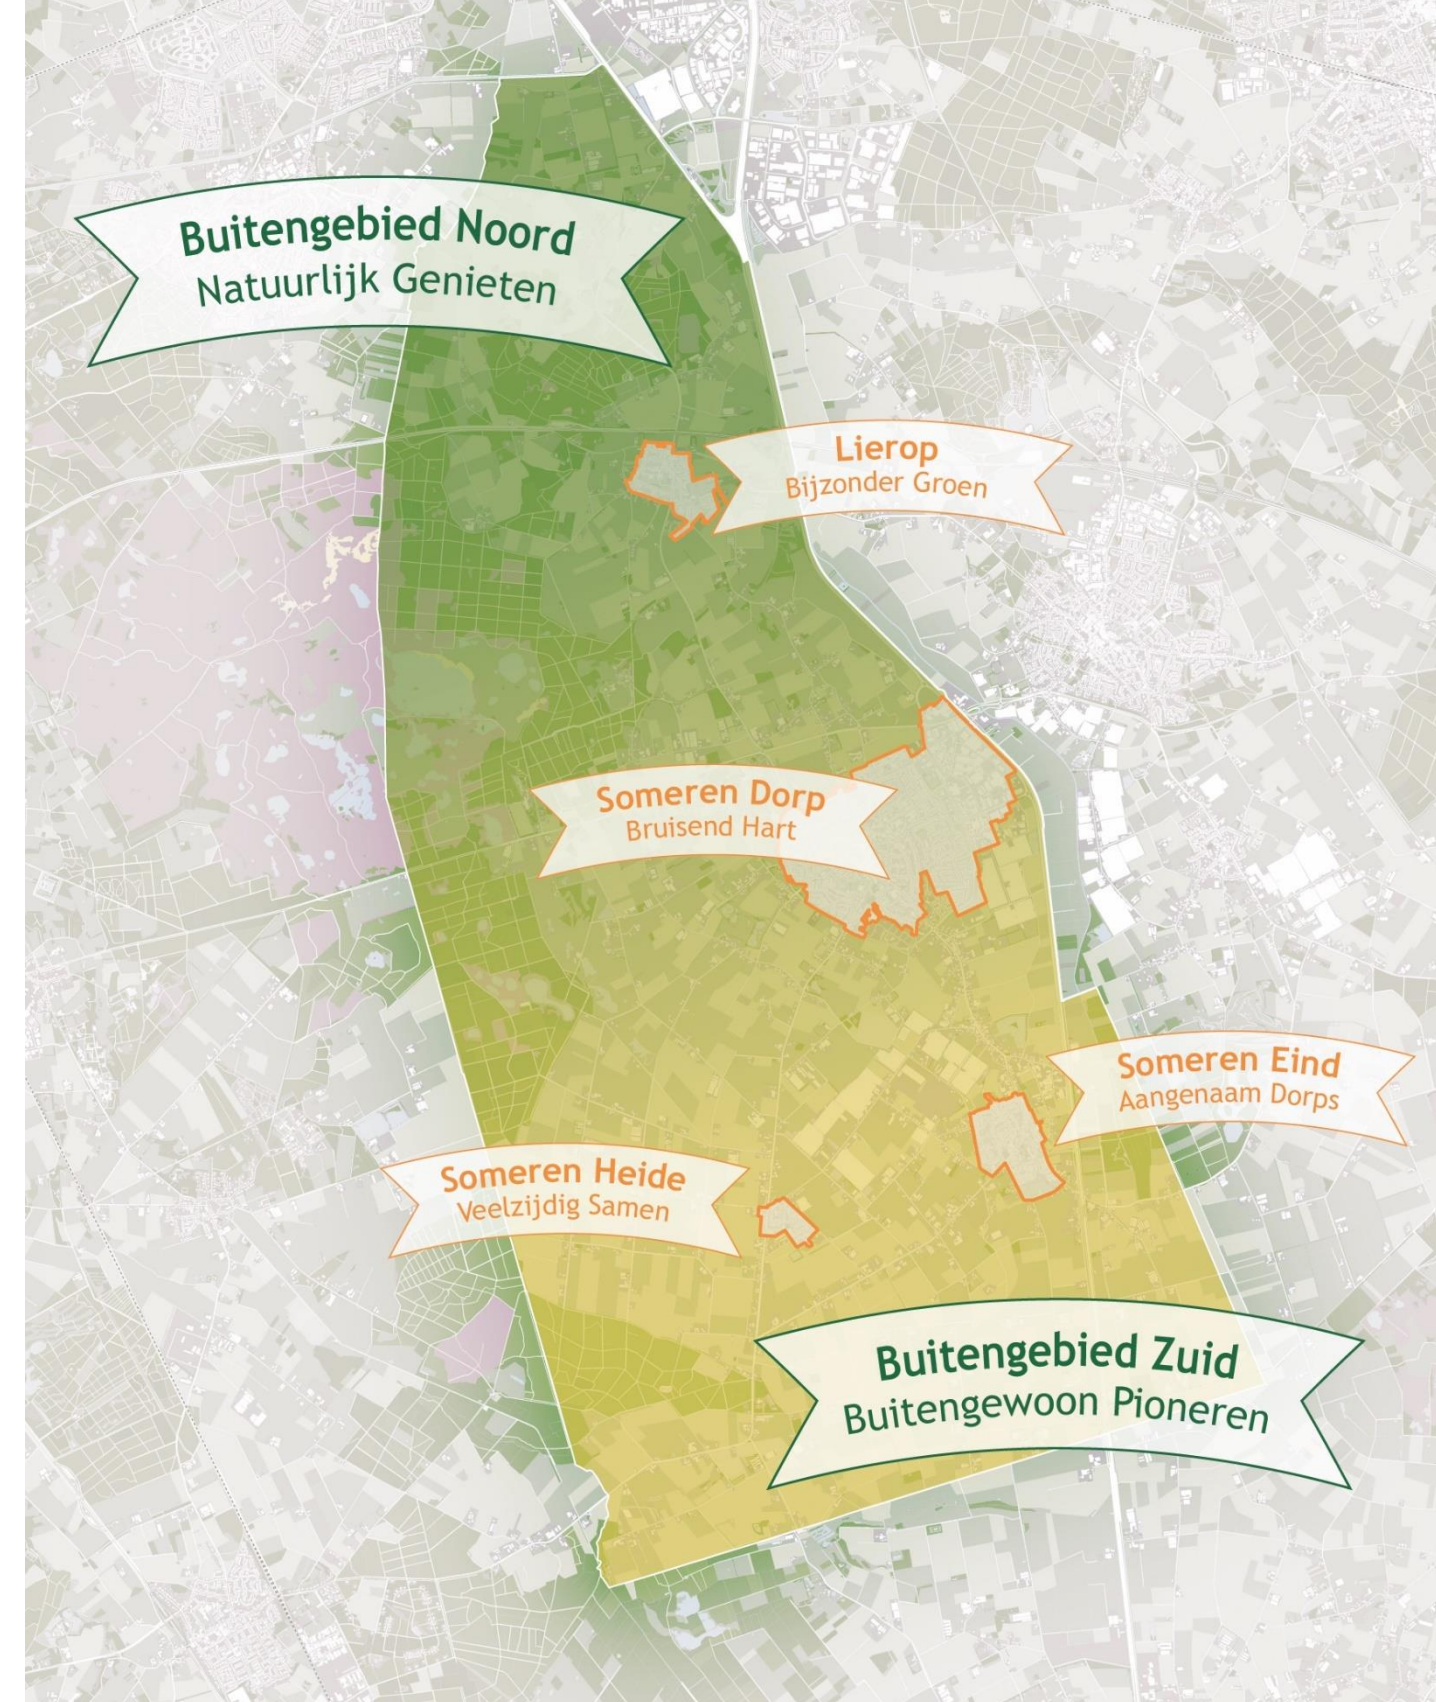 Buitengebied Noord
Natuurlijk Genieten
Lierop
Bijzonder Groen
Someren Dorp
Bruisend Hart
Someren Eind
Aangenaam Dorps
Someren Heide
Veelzijdig Samen
Buitengebied Zuid
Buitengewoon Pioneren